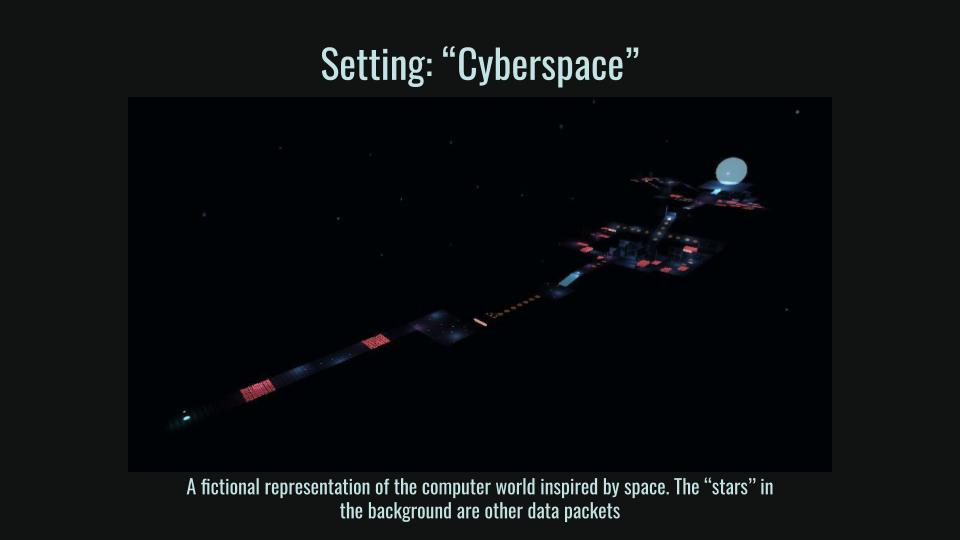 Setting: “Cyberspace”
A fictional representation of the computer world inspired by space. The “stars” in
the background are other data packets